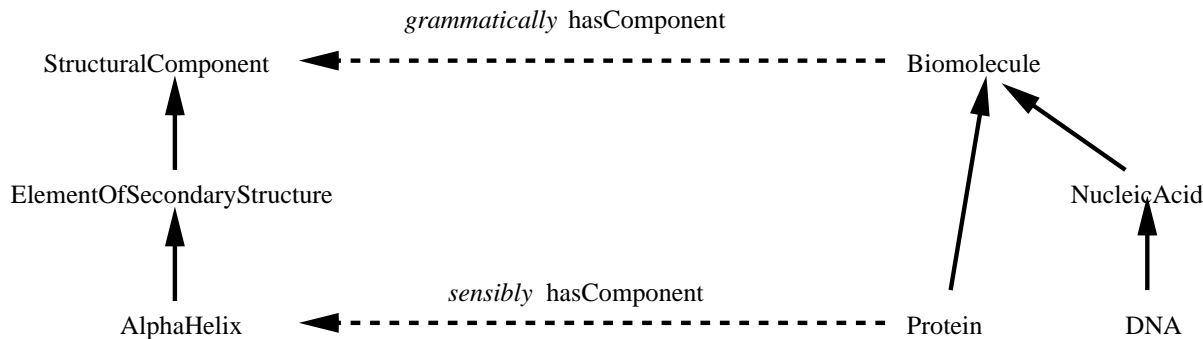 grammatically hasComponent
StructuralComponent
Biomolecule
ElementOfSecondaryStructure
NucleicAcid
sensibly hasComponent
AlphaHelix
Protein
DNA